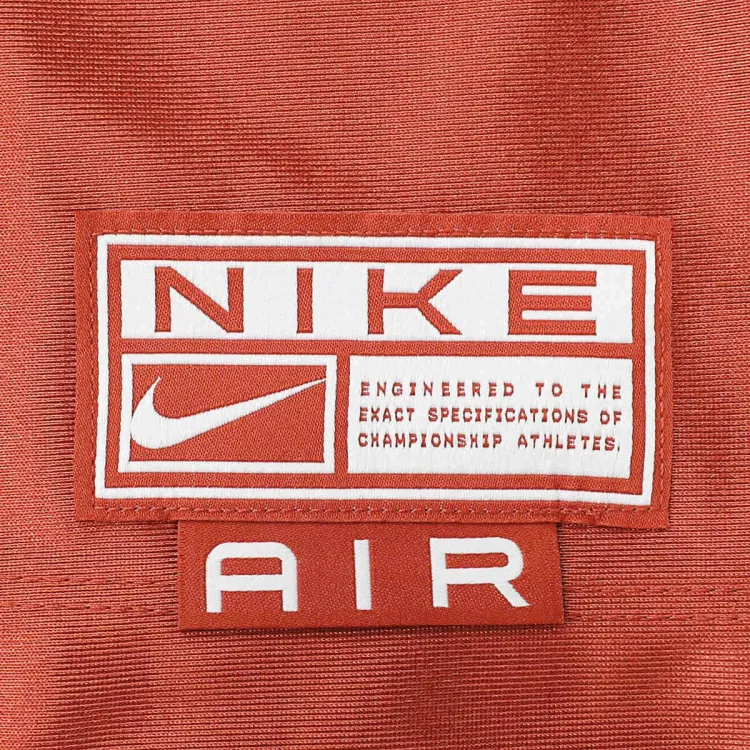 NIKE
ENGINEERED TO THE
EXACT SPECIFICATIONS OF
CHAMPIONSHIP ATHLETES.
AIR